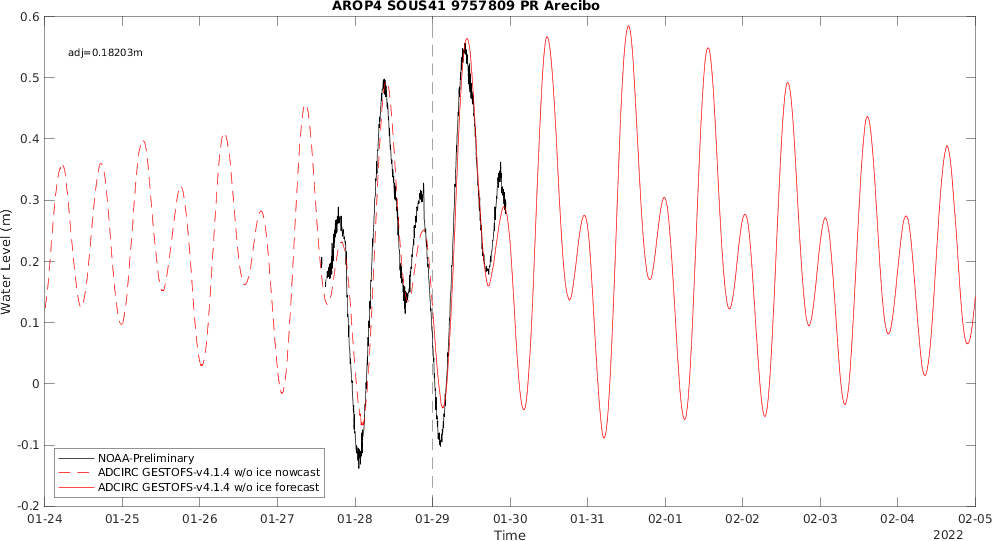 AROP4 SOUS41 9757809 PR Arecibo
adj=0.18203m
0.6
0.5
0.4
0.3
0.2
0.1
0
-0.1
-0.2
Water Level (m)
NOAA-Preliminary
ADCIRC GESTOFS-v4.1.4 w/o ice nowcast
ADCIRC GESTOFS-v4.1.4 w/o ice forecast
01-24 01-25 01-26 01-27 01-28 01-29 01-30 01-31 02-01 02-02 02-03 02-04 02-05
Time
2022